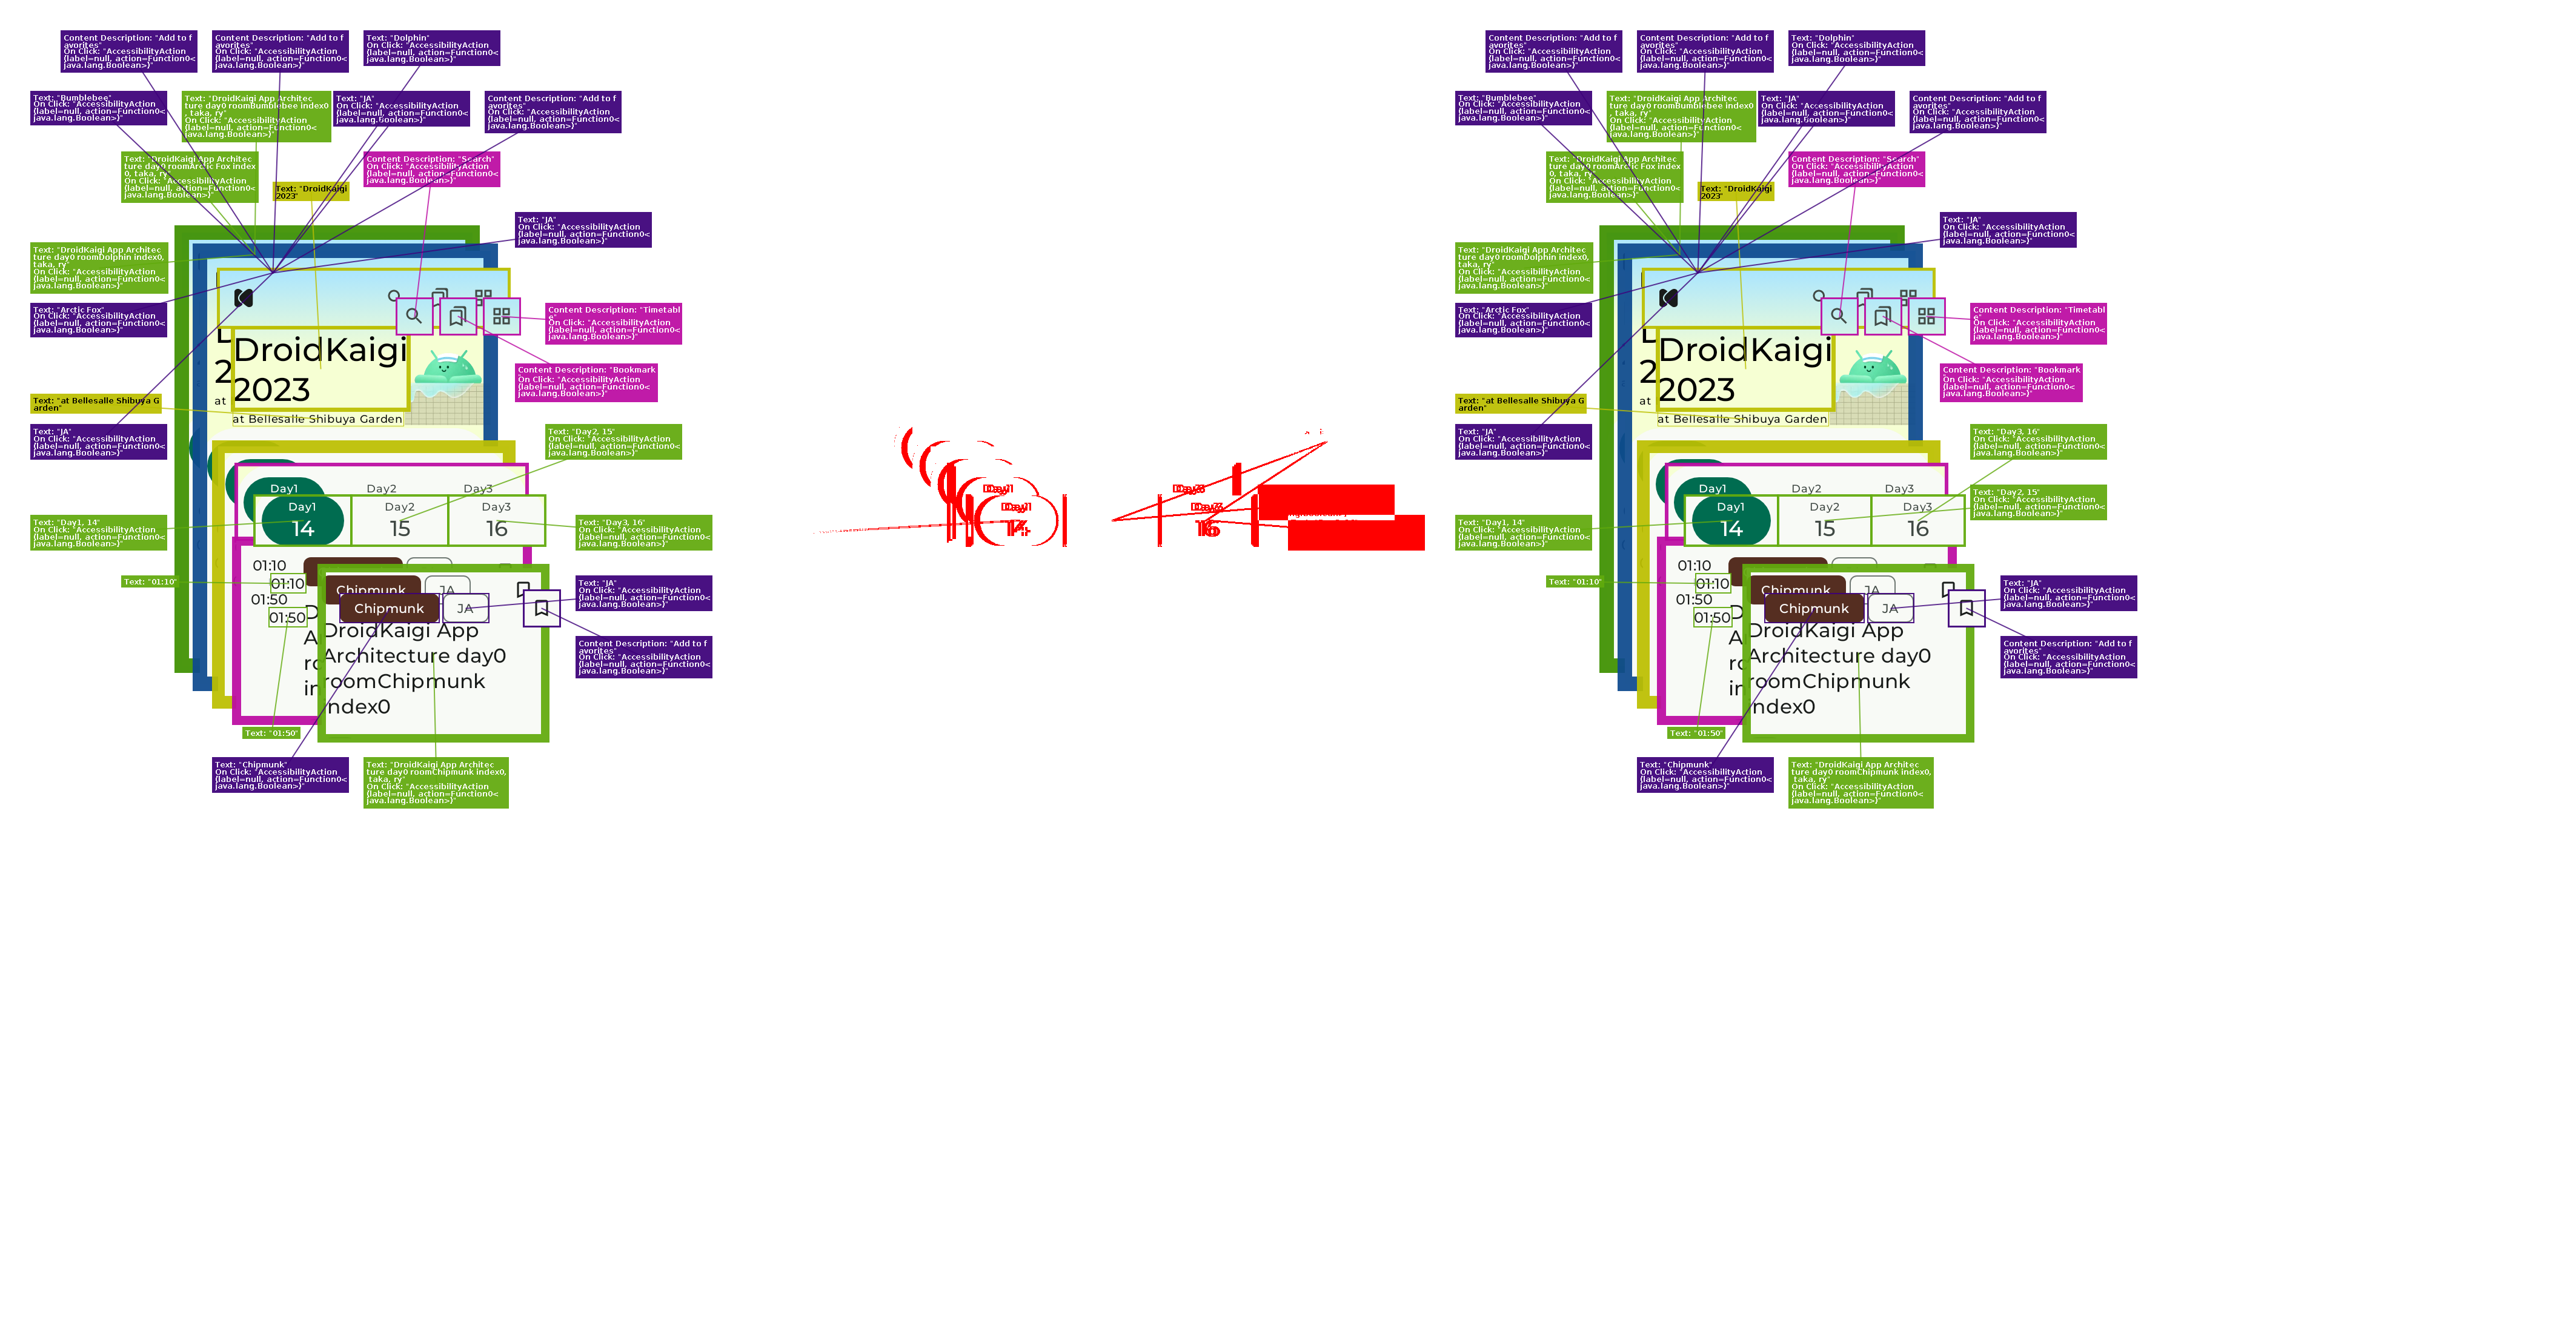 Content Description: "Add to f
avorites"
On Click: "AccessibilityAction
(label=null, action=Function0<
java.lang.Boolean>)"
Content Description: "Add to f
avorites"
On Click: "AccessibilityAction
(label=null, action=Function0<
java.lang.Boolean>)"
Text: "Dolphin"
On Click: "AccessibilityAction
(label=null, action=Function0<
java.lang.Boolean>)"
Text: "Bumblebee"
On Click: "AccessibilityAction
(label=null, action=Function0<
java.lang.Boolean>)"
Text: "DroidKaigi App Architec
ture day0 roomBumblebee index0
, taka, ry"
On Click: "AccessibilityAction
(label=null, action=Function0<
java.lang.Boolean>)"
Text: "JA"
On Click: "AccessibilityAction
(label=null, action=Function0<
java.lang.Boolean>)"
Content Description: "Add to f
avorites"
On Click: "AccessibilityAction
(label=null, action=Function0<
java.lang.Boolean>)"
Text: "DroidKaigi App Architec
ture day0 roomArctic Fox index
0, taka, ry"
On Click: "AccessibilityAction
(label=null, action=Function0<
java.lang.Boolean>)"
Text: "DroidKaigi
2023"
Content Description: "Search"
On Click: "AccessibilityAction
(label=null, action=Function0<
java.lang.Boolean>)"
Text: "JA"
On Click: "AccessibilityAction
(label=null, action=Function0<
java.lang.Boolean>)"
Text: "DroidKaigi App Architec
ture day0 roomDolphin index0,
taka, ry"
On Click: "AccessibilityAction
(label=null, action=Function0<
java.lang.Boolean>)"
Text: "Arctic Fox"
On Click: "AccessibilityAction
(label=null, action=Function0<
java.lang.Boolean>)"
Content Description: "Timetabl
e"
On Click: "AccessibilityAction
(label=null, action=Function0<
java.lang.Boolean>)"
DroidKaigi
2023
at Bellesalle Shibuya Garden
Content Description: "Bookmark
"
On Click: "AccessibilityAction
(label=null, action=Function0<
java.lang.Boolean>)"
Text: "at Bellesalle Shibuya G
arden"
Text: "JA"
On Click: "AccessibilityAction
(label=null, action=Function0<
java.lang.Boolean>)"
Text: "Day2, 15"
On Click: "AccessibilityAction
(label=null, action=Function0<
java.lang.Boolean>)"
Day1 Day2 Day3
Day1 Day2 Day3
14 15 16
Text: "Day1, 14"
On Click: "AccessibilityAction
(label=null, action=Function0<
java.lang.Boolean>)"
Text: "Day3, 16"
On Click: "AccessibilityAction
(label=null, action=Function0<
java.lang.Boolean>)"
01:10
01:10
01:50
01:50
Text: "01:10"
Chipmunk JA
Chipmunk JA
DroidKaigi App
Architecture day0
roomChipmunk
index0
Text: "JA"
On Click: "AccessibilityAction
(label=null, action=Function0<
java.lang.Boolean>)"
Content Description: "Add to f
avorites"
On Click: "AccessibilityAction
(label=null, action=Function0<
java.lang.Boolean>)"
Text: "01:50"
Text: "Chipmunk"
On Click: "AccessibilityAction
(label=null, action=Function0<
java.lang.Boolean>)"
Text: "DroidKaigi App Architec
ture day0 roomChipmunk index0,
taka, ry"
On Click: "AccessibilityAction
(label=null, action=Function0<
java.lang.Boolean>)"
Content Description: "Add to f
avorites"
On Click: "AccessibilityAction
(label=null, action=Function0<
java.lang.Boolean>)"
Content Description: "Add to f
avorites"
On Click: "AccessibilityAction
(label=null, action=Function0<
java.lang.Boolean>)"
Text: "Dolphin"
On Click: "AccessibilityAction
(label=null, action=Function0<
java.lang.Boolean>)"
Text: "Bumblebee"
On Click: "AccessibilityAction
(label=null, action=Function0<
java.lang.Boolean>)"
Text: "DroidKaigi App Architec
ture day0 roomBumblebee index0
, taka, ry"
On Click: "AccessibilityAction
(label=null, action=Function0<
java.lang.Boolean>)"
Text: "JA"
On Click: "AccessibilityAction
(label=null, action=Function0<
java.lang.Boolean>)"
Content Description: "Add to f
avorites"
On Click: "AccessibilityAction
(label=null, action=Function0<
java.lang.Boolean>)"
Text: "DroidKaigi App Architec
ture day0 roomArctic Fox index
0, taka, ry"
On Click: "AccessibilityAction
(label=null, action=Function0<
java.lang.Boolean>)"
Text: "DroidKaigi
2023"
Content Description: "Search"
On Click: "AccessibilityAction
(label=null, action=Function0<
java.lang.Boolean>)"
Text: "JA"
On Click: "AccessibilityAction
(label=null, action=Function0<
java.lang.Boolean>)"
Text: "DroidKaigi App Architec
ture day0 roomDolphin index0,
taka, ry"
On Click: "AccessibilityAction
(label=null, action=Function0<
java.lang.Boolean>)"
Text: "Arctic Fox"
On Click: "AccessibilityAction
(label=null, action=Function0<
java.lang.Boolean>)"
Content Description: "Timetabl
e"
On Click: "AccessibilityAction
(label=null, action=Function0<
java.lang.Boolean>)"
DroidKaigi
2023
at Bellesalle Shibuya Garden
Content Description: "Bookmark
"
On Click: "AccessibilityAction
(label=null, action=Function0<
java.lang.Boolean>)"
Text: "at Bellesalle Shibuya G
arden"
Text: "JA"
On Click: "AccessibilityAction
(label=null, action=Function0<
java.lang.Boolean>)"
Text: "Day3, 16"
On Click: "AccessibilityAction
(label=null, action=Function0<
java.lang.Boolean>)"
Day1 Day2 Day3
Day1 Day2 Day3
14 15 16
Text: "Day2, 15"
On Click: "AccessibilityAction
(label=null, action=Function0<
java.lang.Boolean>)"
Text: "Day1, 14"
On Click: "AccessibilityAction
(label=null, action=Function0<
java.lang.Boolean>)"
01:10
01:10
01:50
01:50
Text: "01:10"
Chipmunk JA
Chipmunk JA
DroidKaigi App
Architecture day0
roomChipmunk
index0
Text: "JA"
On Click: "AccessibilityAction
(label=null, action=Function0<
java.lang.Boolean>)"
Content Description: "Add to f
avorites"
On Click: "AccessibilityAction
(label=null, action=Function0<
java.lang.Boolean>)"
Text: "01:50"
Text: "Chipmunk"
On Click: "AccessibilityAction
(label=null, action=Function0<
java.lang.Boolean>)"
Text: "DroidKaigi App Architec
ture day0 roomChipmunk index0,
taka, ry"
On Click: "AccessibilityAction
(label=null, action=Function0<
java.lang.Boolean>)"